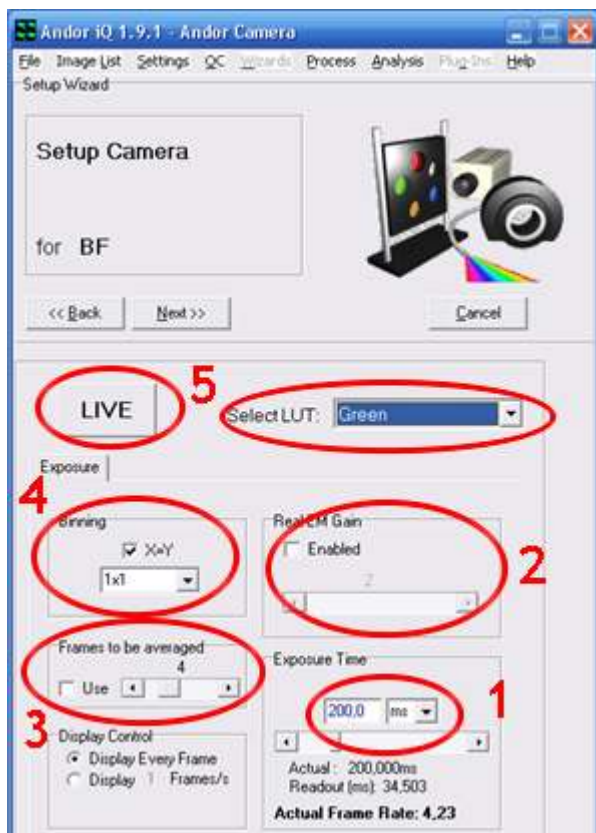 Andor iQ 1.9.1 - Andor Camera
File Image List Settings QC Wizards Process Analysis Plug-Ins Help
Setup Wizard
Setup Camera
for BF
<< Back Next >> Cancel
LIVE 5 Select LUT: Green
Exposure
4
Binning
X=Y
1x1
Real EM Gain
Enabled
2
2
Frames to be averaged
4
Use
3
Exposure Time
1
200,0 ms
Actual : 200,000ms
Readout (ms): 34,503
Actual Frame Rate: 4,23
Display Control
Display Every Frame
Display 1 Frames/s